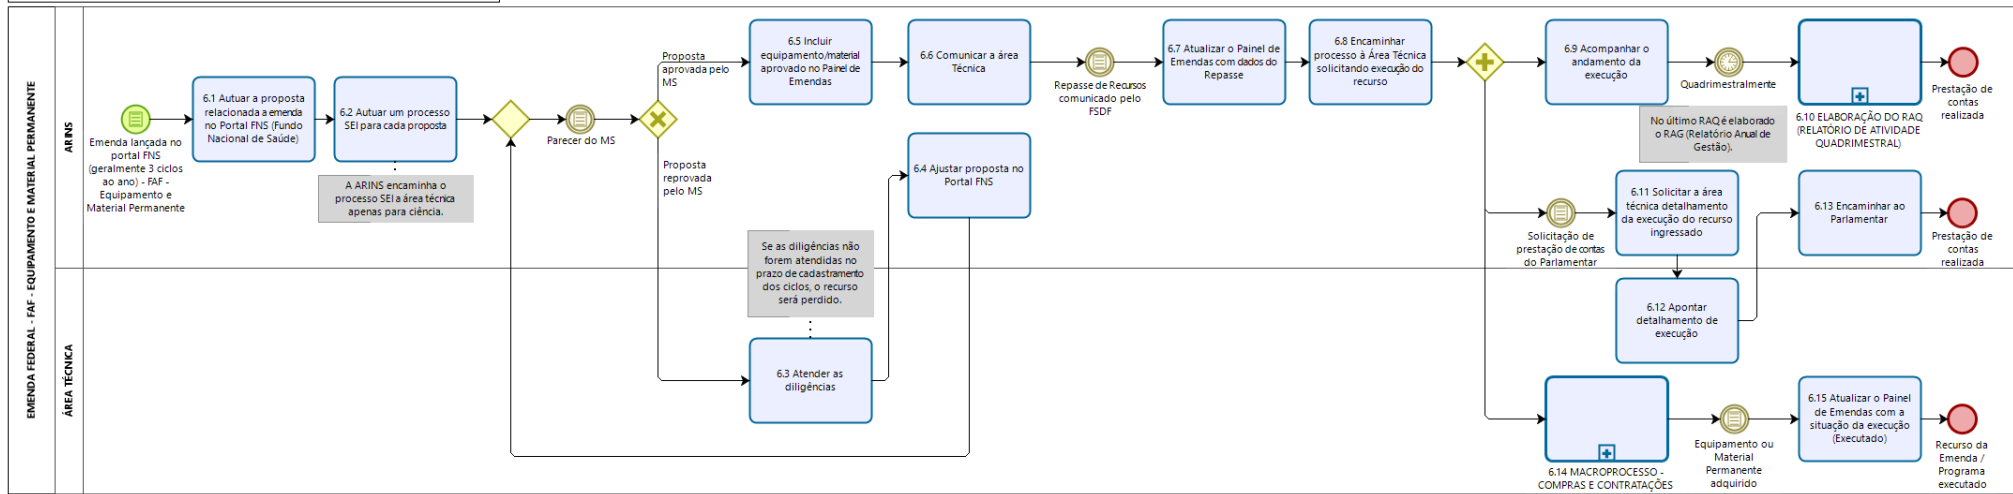 EMENDA FEDERAL - FAF - EQUIPAMENTO E MATERIAL PERMANENTE
ARINS
Emenda lançada no
portal FNS
(geralmente 3 ciclos
ao ano) - FAF -
Equipamento e
Material Permanente
6.1 Autuar a proposta
relacionada a emenda
no Portal FNS (Fundo
Nacional de Saúde)
6.2 Autuar um processo
SEI para cada proposta
A ARINS encaminha o
processo SEI a área técnica
apenas para ciência.
Parecer do MS
Proposta
aprovada pelo
MS
Proposta
reprovada
pelo MS
6.5 Incluir
equipamento/material
aprovado no Painel de
Emendas
6.6 Comunicar a área
Técnica
6.4 Ajustar proposta no
Portal FNS
Se as diligências não
forem atendidas no
prazo de cadastramento
dos ciclos, o recurso
será perdido.
Repasse de Recursos
comunicado pelo
FSDF
6.7 Atualizar o Painel de
Emendas com dados do
Repasse
6.8 Encaminhar
processo à Área Técnica
solicitando execução do
recurso
6.9 Acompanhar o
andamento da
execução
Quadrimestralmente
No último RAQ é elaborado
o RAG (Relatório Anual de
Gestão).
6.10 ELABORAÇÃO DO RAQ
(RELATÓRIO DE ATIVIDADE
QUADRIMESTRAL)
Prestação de
contas
realizada
Solicitação de
prestação de contas
do Parlamentar
6.11 Solicitar a área
técnica detalhamento
da execução do recurso
ingressado
6.13 Encaminhar ao
Parlamentar
Prestação de
contas
realizada
ÁREA TÉCNICA
6.3 Atender as
diligências
6.12 Apontar
detalhamento de
execução
6.14 MACROPROCESSO -
COMPRAS E CONTRATAÇÕES
Equipamento ou
Material
Permanente
adquirido
6.15 Atualizar o Painel
de Emendas com a
situação da execução
(Executado)
Recurso da
Emenda /
Programa
executado